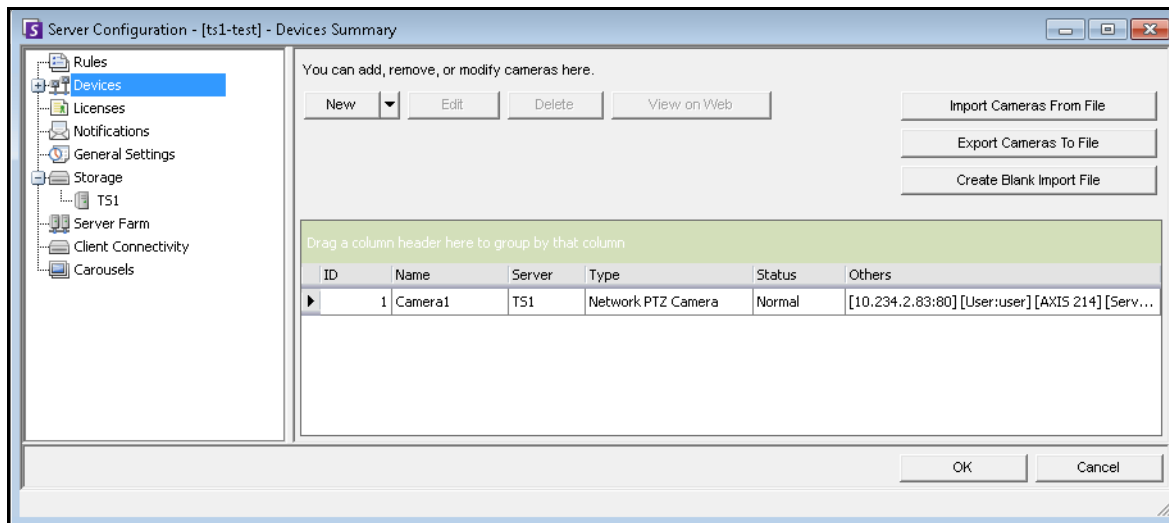 Server Configuration - [ts1-test] - Devices Summary
Rules
Devices
Licenses
Notifications
General Settings
Storage
TS1
Server Farm
Client Connectivity
Carousels
You can add, remove, or modify cameras here.
New Edit Delete View on Web
Import Cameras From File
Export Cameras To File
Create Blank Import File
Drag a column header here to group by that column
ID Name Server Type Status Others
1 Camera1 TS1 Network PTZ Camera Normal [10.234.2.83:80] [User:user] [AXIS 214] [Serv...
OK Cancel